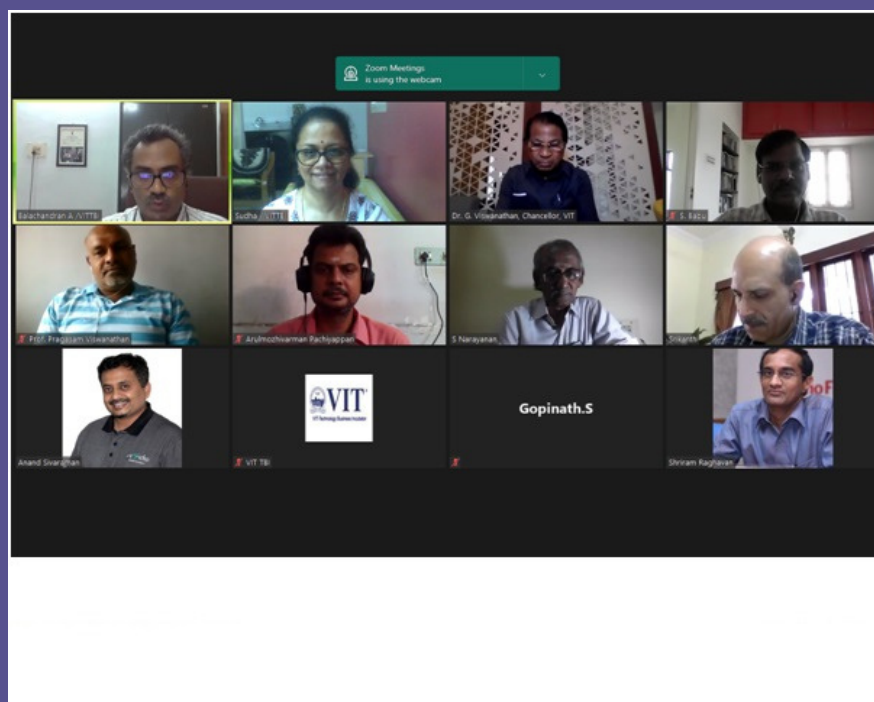 Zoom Meetings
is using the webcam
Balachandran A /VITTBI
Sudha
Dr. G. Viswanathan, Chancellor, VIT
S. Babu
Prof. Pragasam Viswanathan
Arulmozhivarman Pachiyappan
S Narayanan
Srikanth
Anand Sivaraman
VIT
VIT TBI
Gopinath.S
Shriram Raghavan